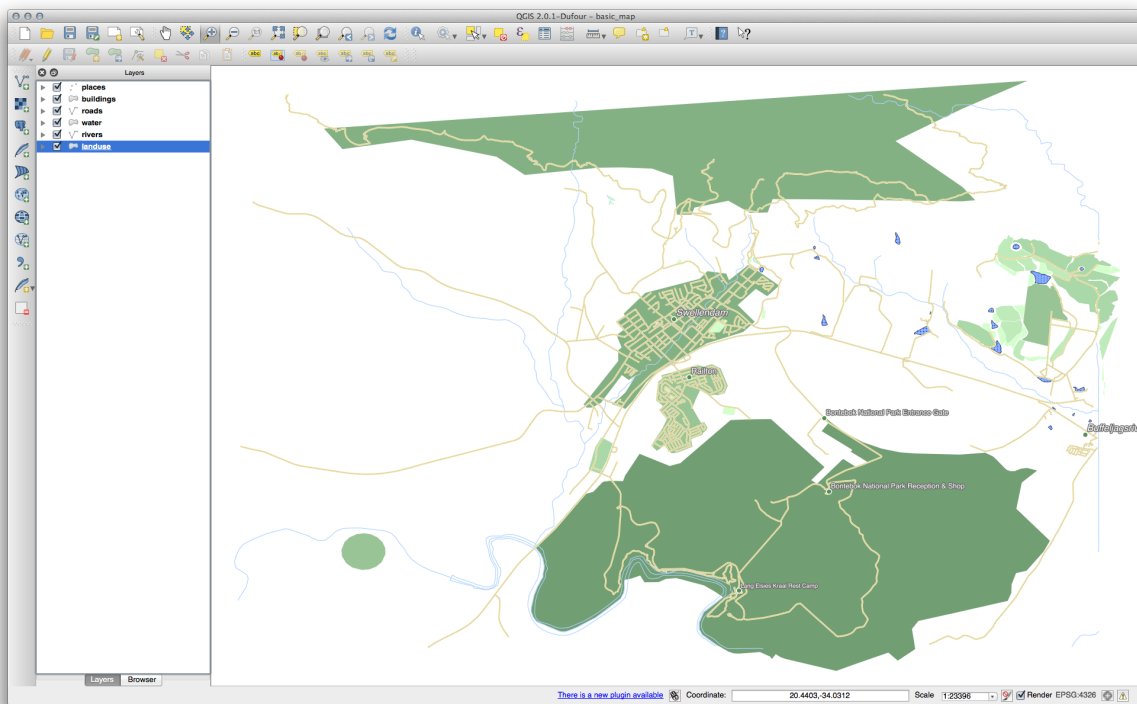 QGIS 2.0.1-Dufour - basic_map
Layers
places
buildings
roads
water
rivers
landuse
Swellendam
Railton
Bontebok National Park Entrance Gate
Buffeljagsriv
Bontebok National Park Reception & Shop
Lang Elsies Kraal Rest Camp
Layers Browser
There is a new plugin available Coordinate: 20.4403,-34.0312 Scale 1:23396 Render EPSG:4326